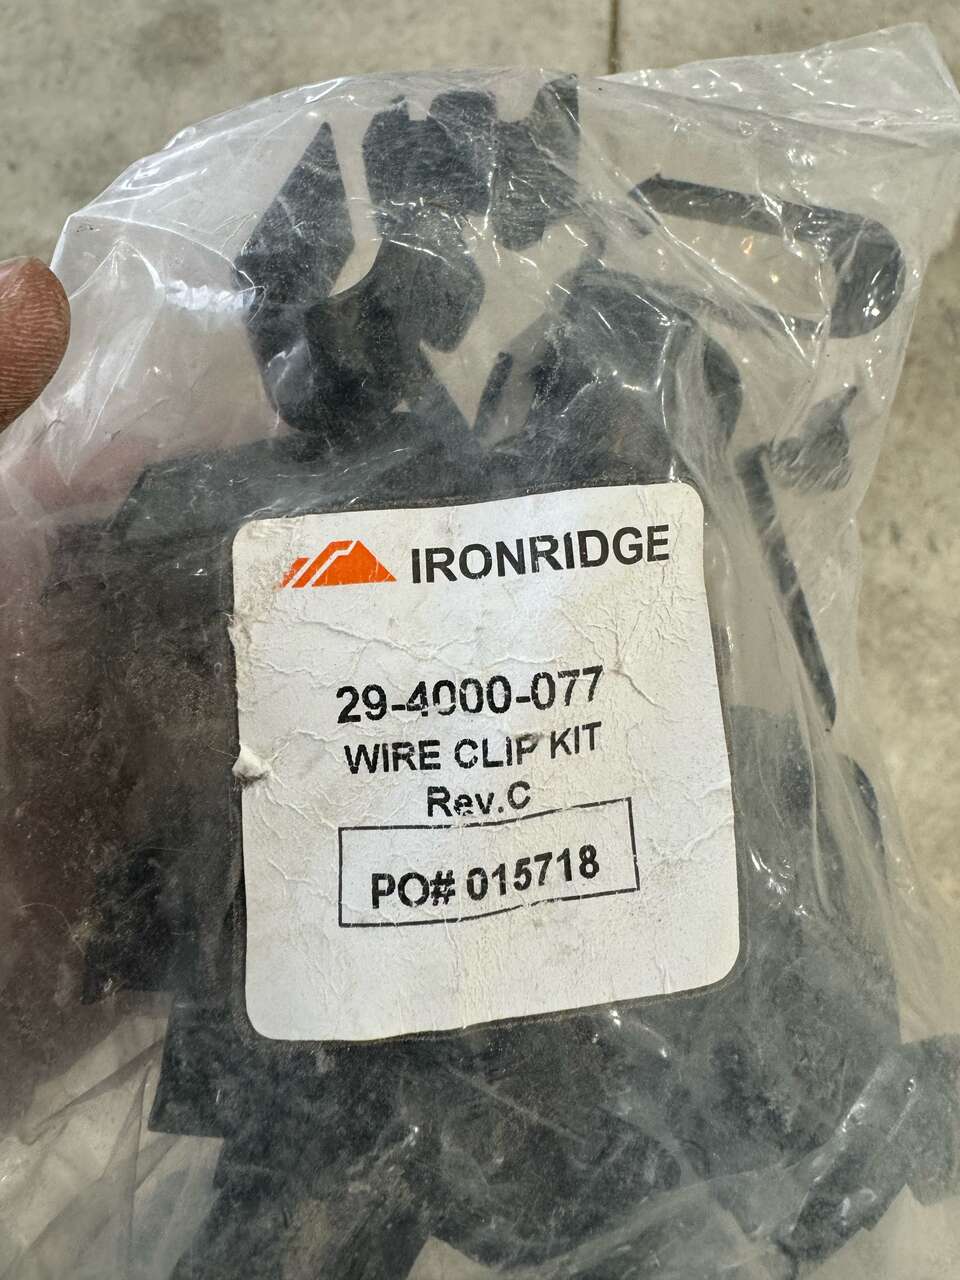 IRONRIDGE
29-4000-077
WIRE CLIP KIT
Rev.C
PO# 015718